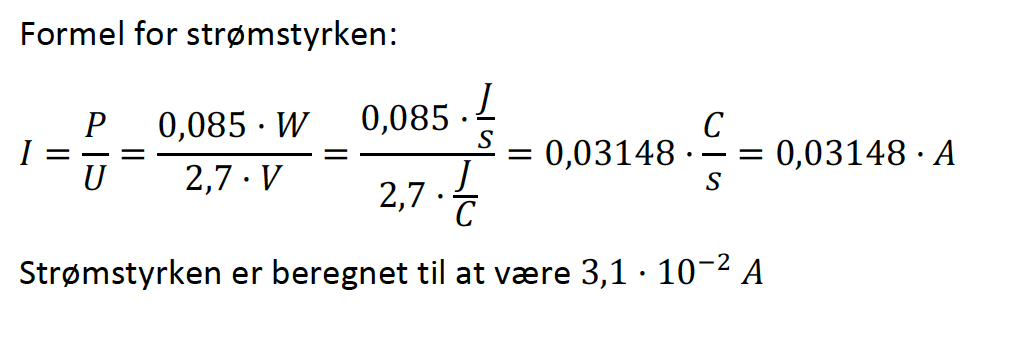 Formel for strømstyrken:
I = P/U = (0,085 · W)/(2,7 · V) = (0,085 · J/s)/(2,7 · J/C) = 0,03148 · C/s = 0,03148 · A
Strømstyrken er beregnet til at være 3,1 · 10⁻² A